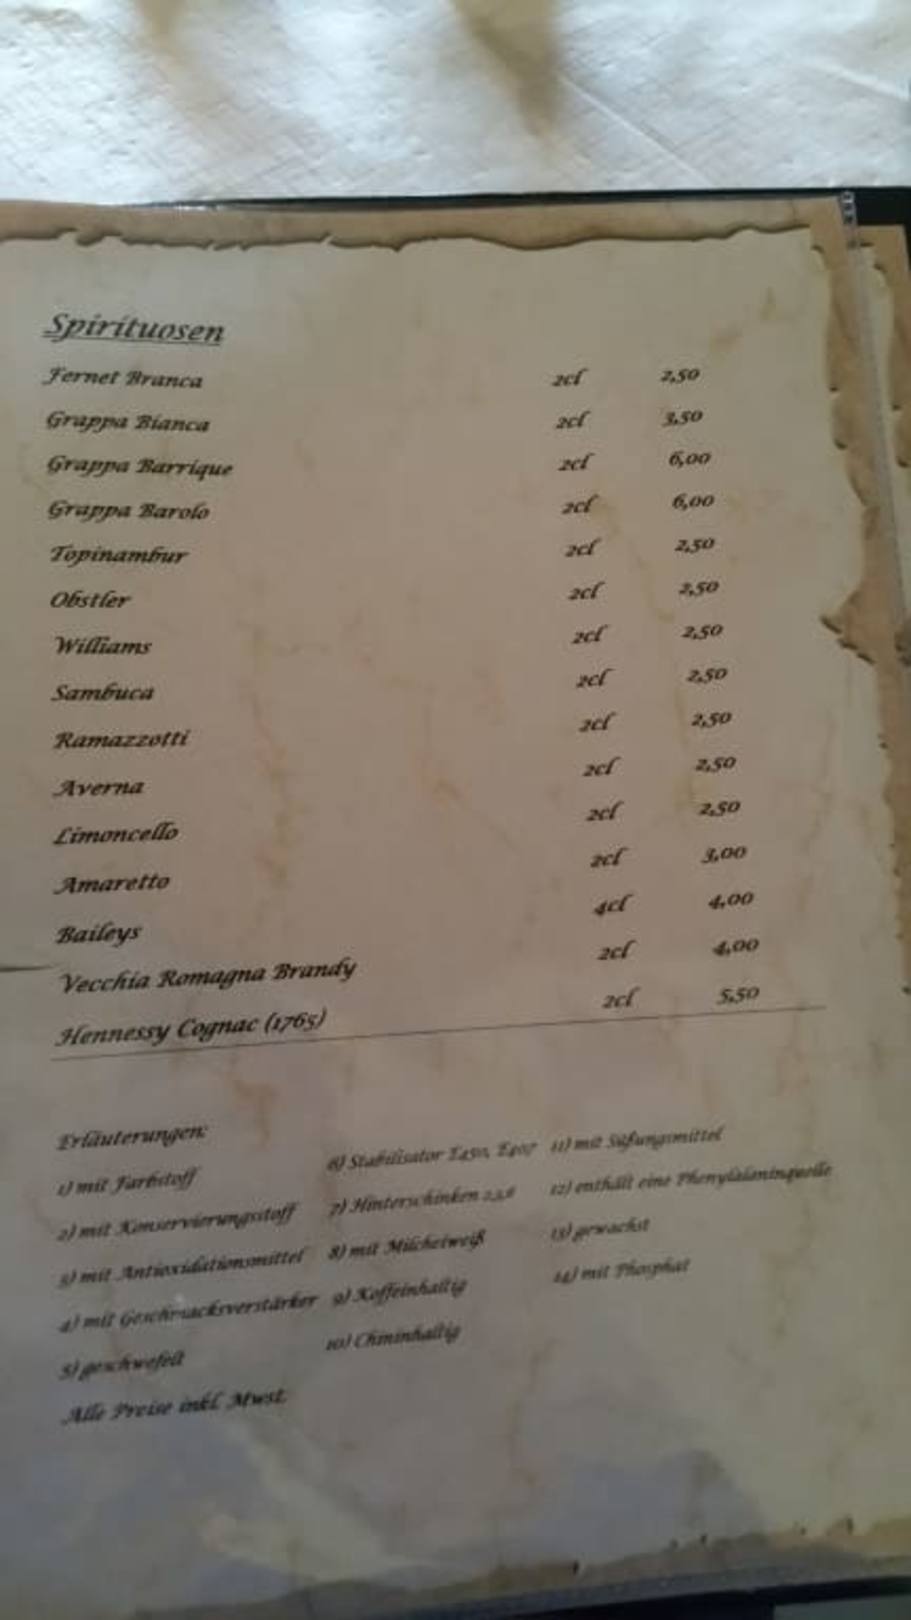 Spirituosen
Fernet Branca 2cl 2,50
Grappa Bianca 2cl 3,50
Grappa Barrique 2cl 6,00
Grappa Barolo 2cl 6,00
Topinambur 2cl 2,50
Obstler 2cl 2,50
Williams 2cl 2,50
Sambuca 2cl 2,50
Ramazzotti 2cl 2,50
Averna 2cl 2,50
Limoncello 2cl 2,50
Amaretto 2cl 3,00
Baileys 4cl 4,00
Vecchia Romagna Brandy 2cl 4,00
Hennessy Cognac (1765) 2cl 5,50
Erläuterungen:
1) mit Farbstoff
2) mit Konservierungsstoff
3) mit Antioxidationsmittel
4) mit Geschmacksverstärker
5) geschwefelt
6) Stabilisator E450, E407
7) Hinterschinken
8) mit Milcheiweiß
9) Koffeinhaltig
10) Chininhaltig
11) mit Süßungsmittel
12) enthält eine Phenylalaninquelle
13) gewachst
14) mit Phosphat
Alle Preise inkl. Mwst.